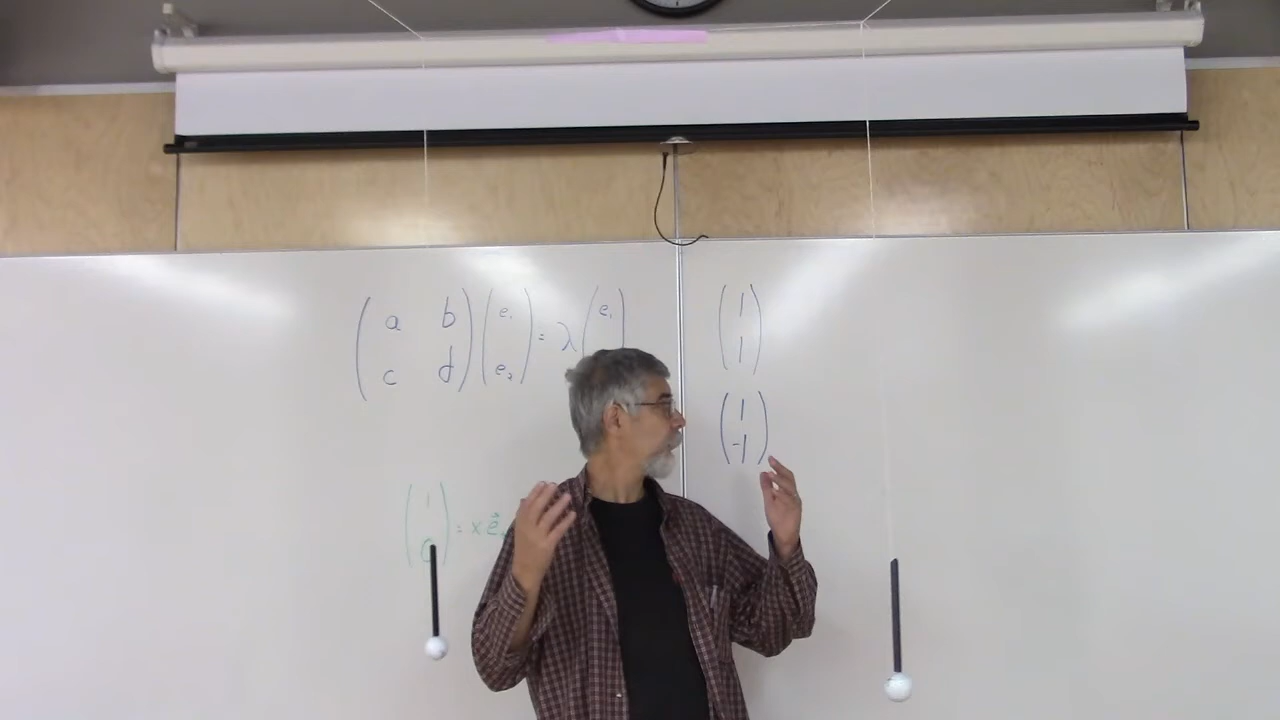 ( a b ) ( e₁ ) = λ ( e₁ )
( c d ) ( e₂ )
( 1 )
( 1 )
( 1 )
( -1 )
( 1 ) = x e
( 0 )